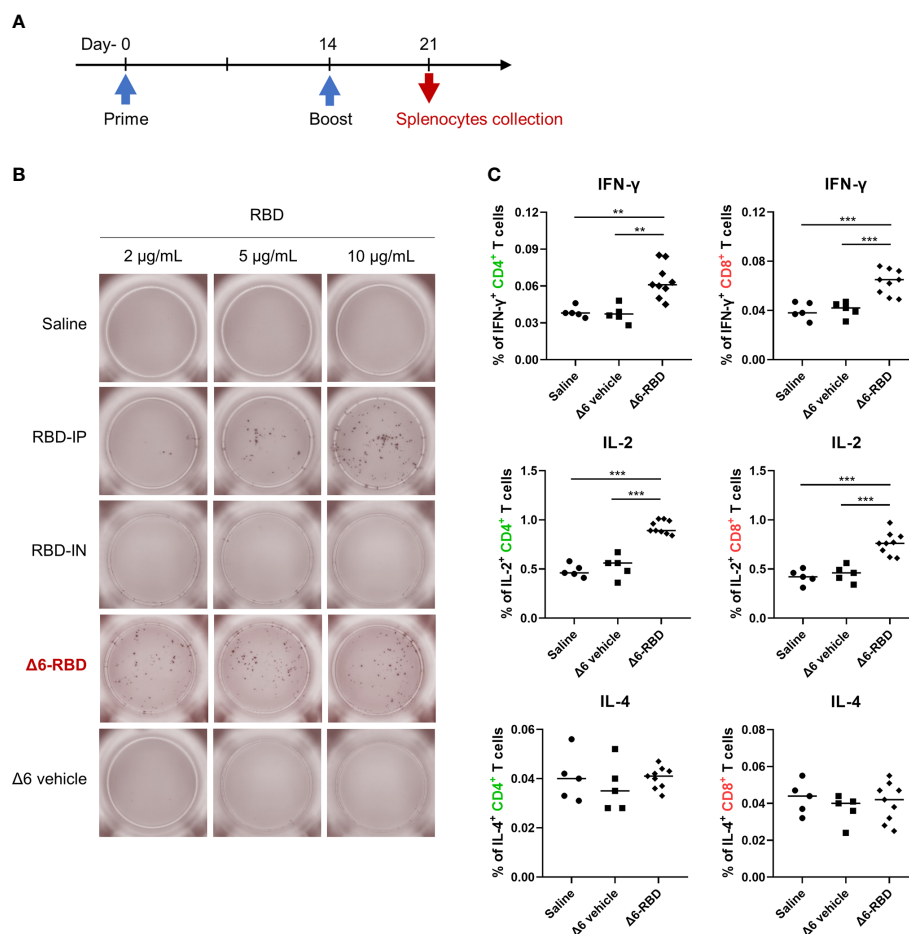 A
Day- 0 14 21
Prime Boost Splenocytes collection
B
RBD
2 μg/mL 5 μg/mL 10 μg/mL
Saline
RBD-IP
RBD-IN
Δ6-RBD
Δ6 vehicle
C
IFN-γ
% of IFN-γ⁺ CD4⁺ T cells
0.12
0.09
0.06
0.03
0.00
**
**
Saline
Δ6 vehicle
Δ6-RBD
IFN-γ
% of IFN-γ⁺ CD8⁺ T cells
0.12
0.08
0.04
0.00
***
***
Saline
Δ6 vehicle
Δ6-RBD
IL-2
% of IL-2⁺ CD4⁺ T cells
1.5
1.0
0.5
0.0
***
***
Saline
Δ6 vehicle
Δ6-RBD
IL-2
% of IL-2⁺ CD8⁺ T cells
1.5
1.0
0.5
0.0
***
***
Saline
Δ6 vehicle
Δ6-RBD
IL-4
% of IL-4⁺ CD4⁺ T cells
0.06
0.04
0.02
0.00
Saline
Δ6 vehicle
Δ6-RBD
IL-4
% of IL-4⁺ CD8⁺ T cells
0.08
0.06
0.04
0.02
0.00
Saline
Δ6 vehicle
Δ6-RBD